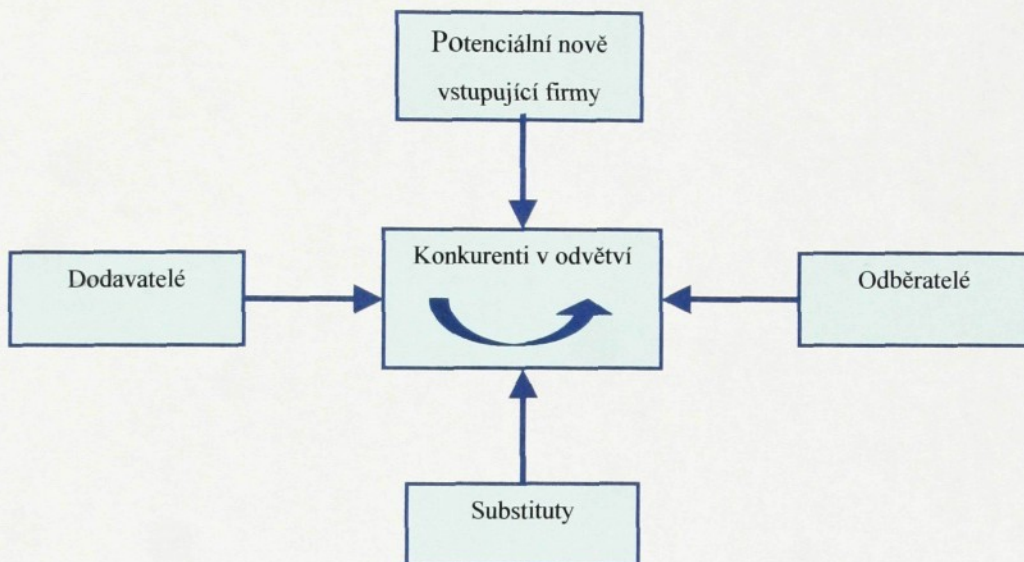 Potenciální nově
vstupující firmy
Konkurenti v odvětví
Dodavatelé
Odběratelé
Substituty